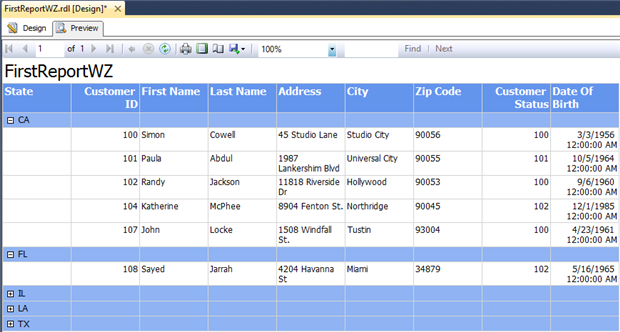 FirstReportWZ.rdl [Design]*
Design Preview
1 of 1 100% Find | Next
FirstReportWZ
State Customer ID First Name Last Name Address City Zip Code Customer Status Date Of Birth
CA
100 Simon Cowell 45 Studio Lane Studio City 90056 100 3/3/1956 12:00:00 AM
101 Paula Abdul 1987 Lankershim Blvd Universal City 90055 101 10/5/1964 12:00:00 AM
102 Randy Jackson 11818 Riverside Dr Hollywood 90053 100 9/6/1960 12:00:00 AM
104 Katherine McPhee 8904 Fenton St. Northridge 90045 102 12/1/1985 12:00:00 AM
107 John Locke 1508 Windfall St. Tustin 93004 100 4/23/1961 12:00:00 AM
FL
108 Sayed Jarrah 4204 Havanna St Miami 34879 102 5/16/1965 12:00:00 AM
IL
LA
TX